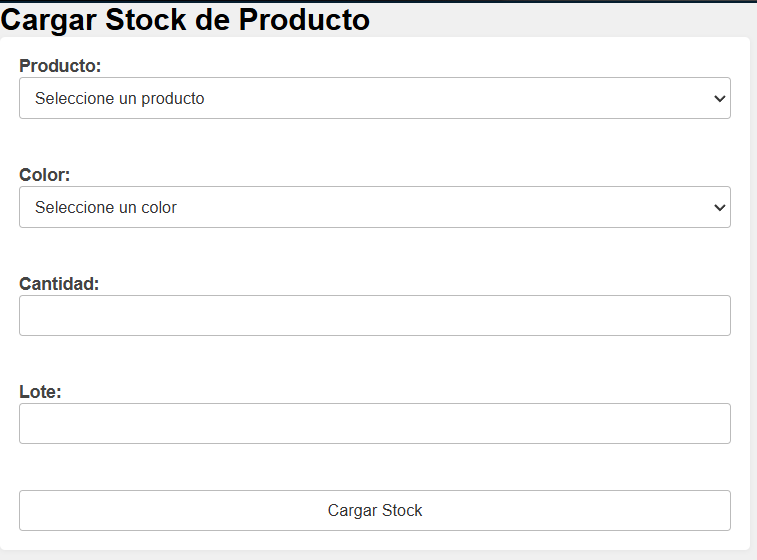 Cargar Stock de Producto
Producto:
Seleccione un producto
Color:
Seleccione un color
Cantidad:
Lote:
Cargar Stock